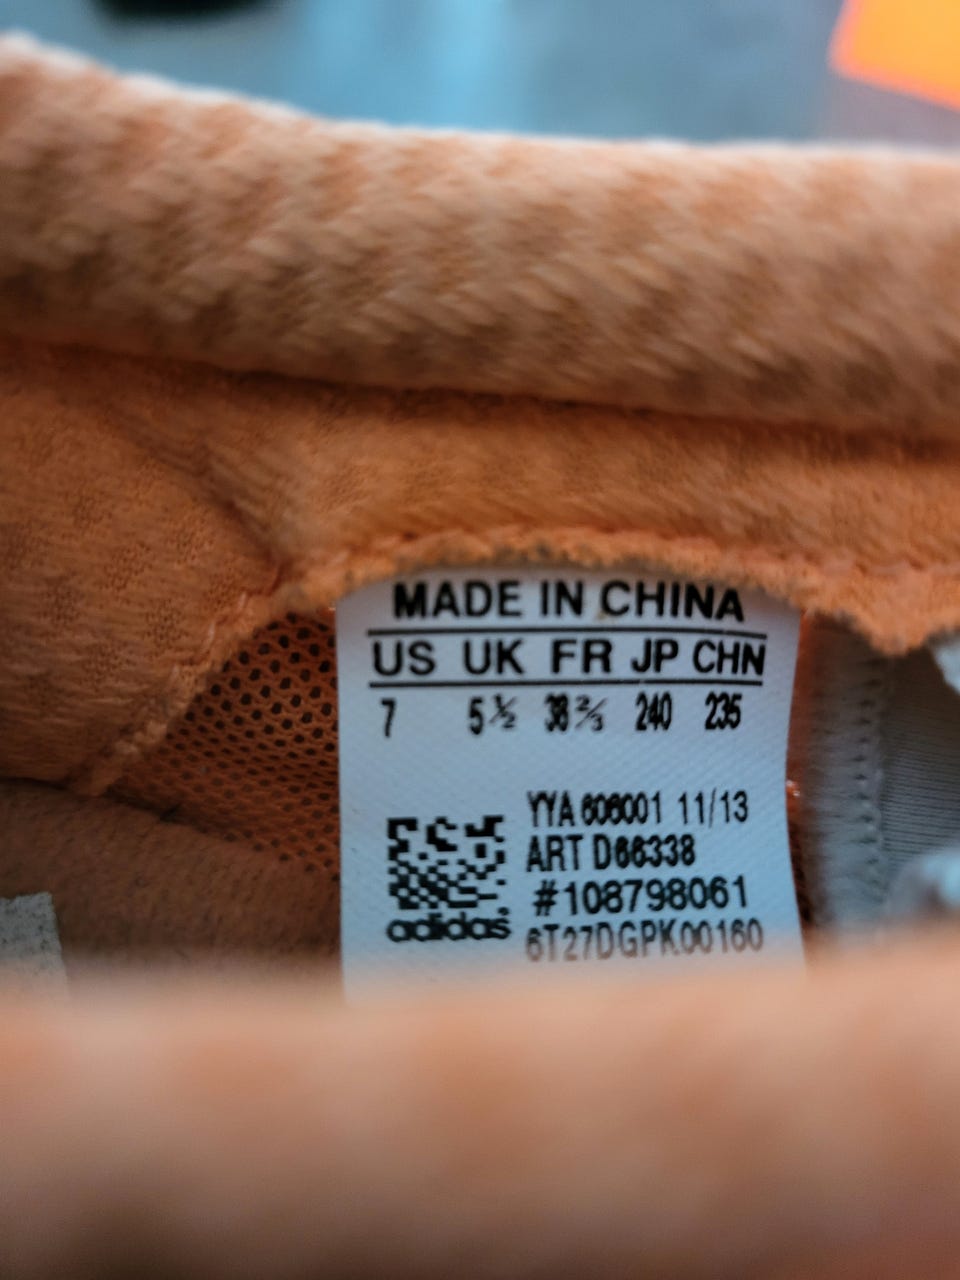 MADE IN CHINA
US UK FR JP CHN
7 5½ 38⅔ 240 235
YYA 606001 11/13
ART D66338
#108798061
6T27DGPK00160
adidas